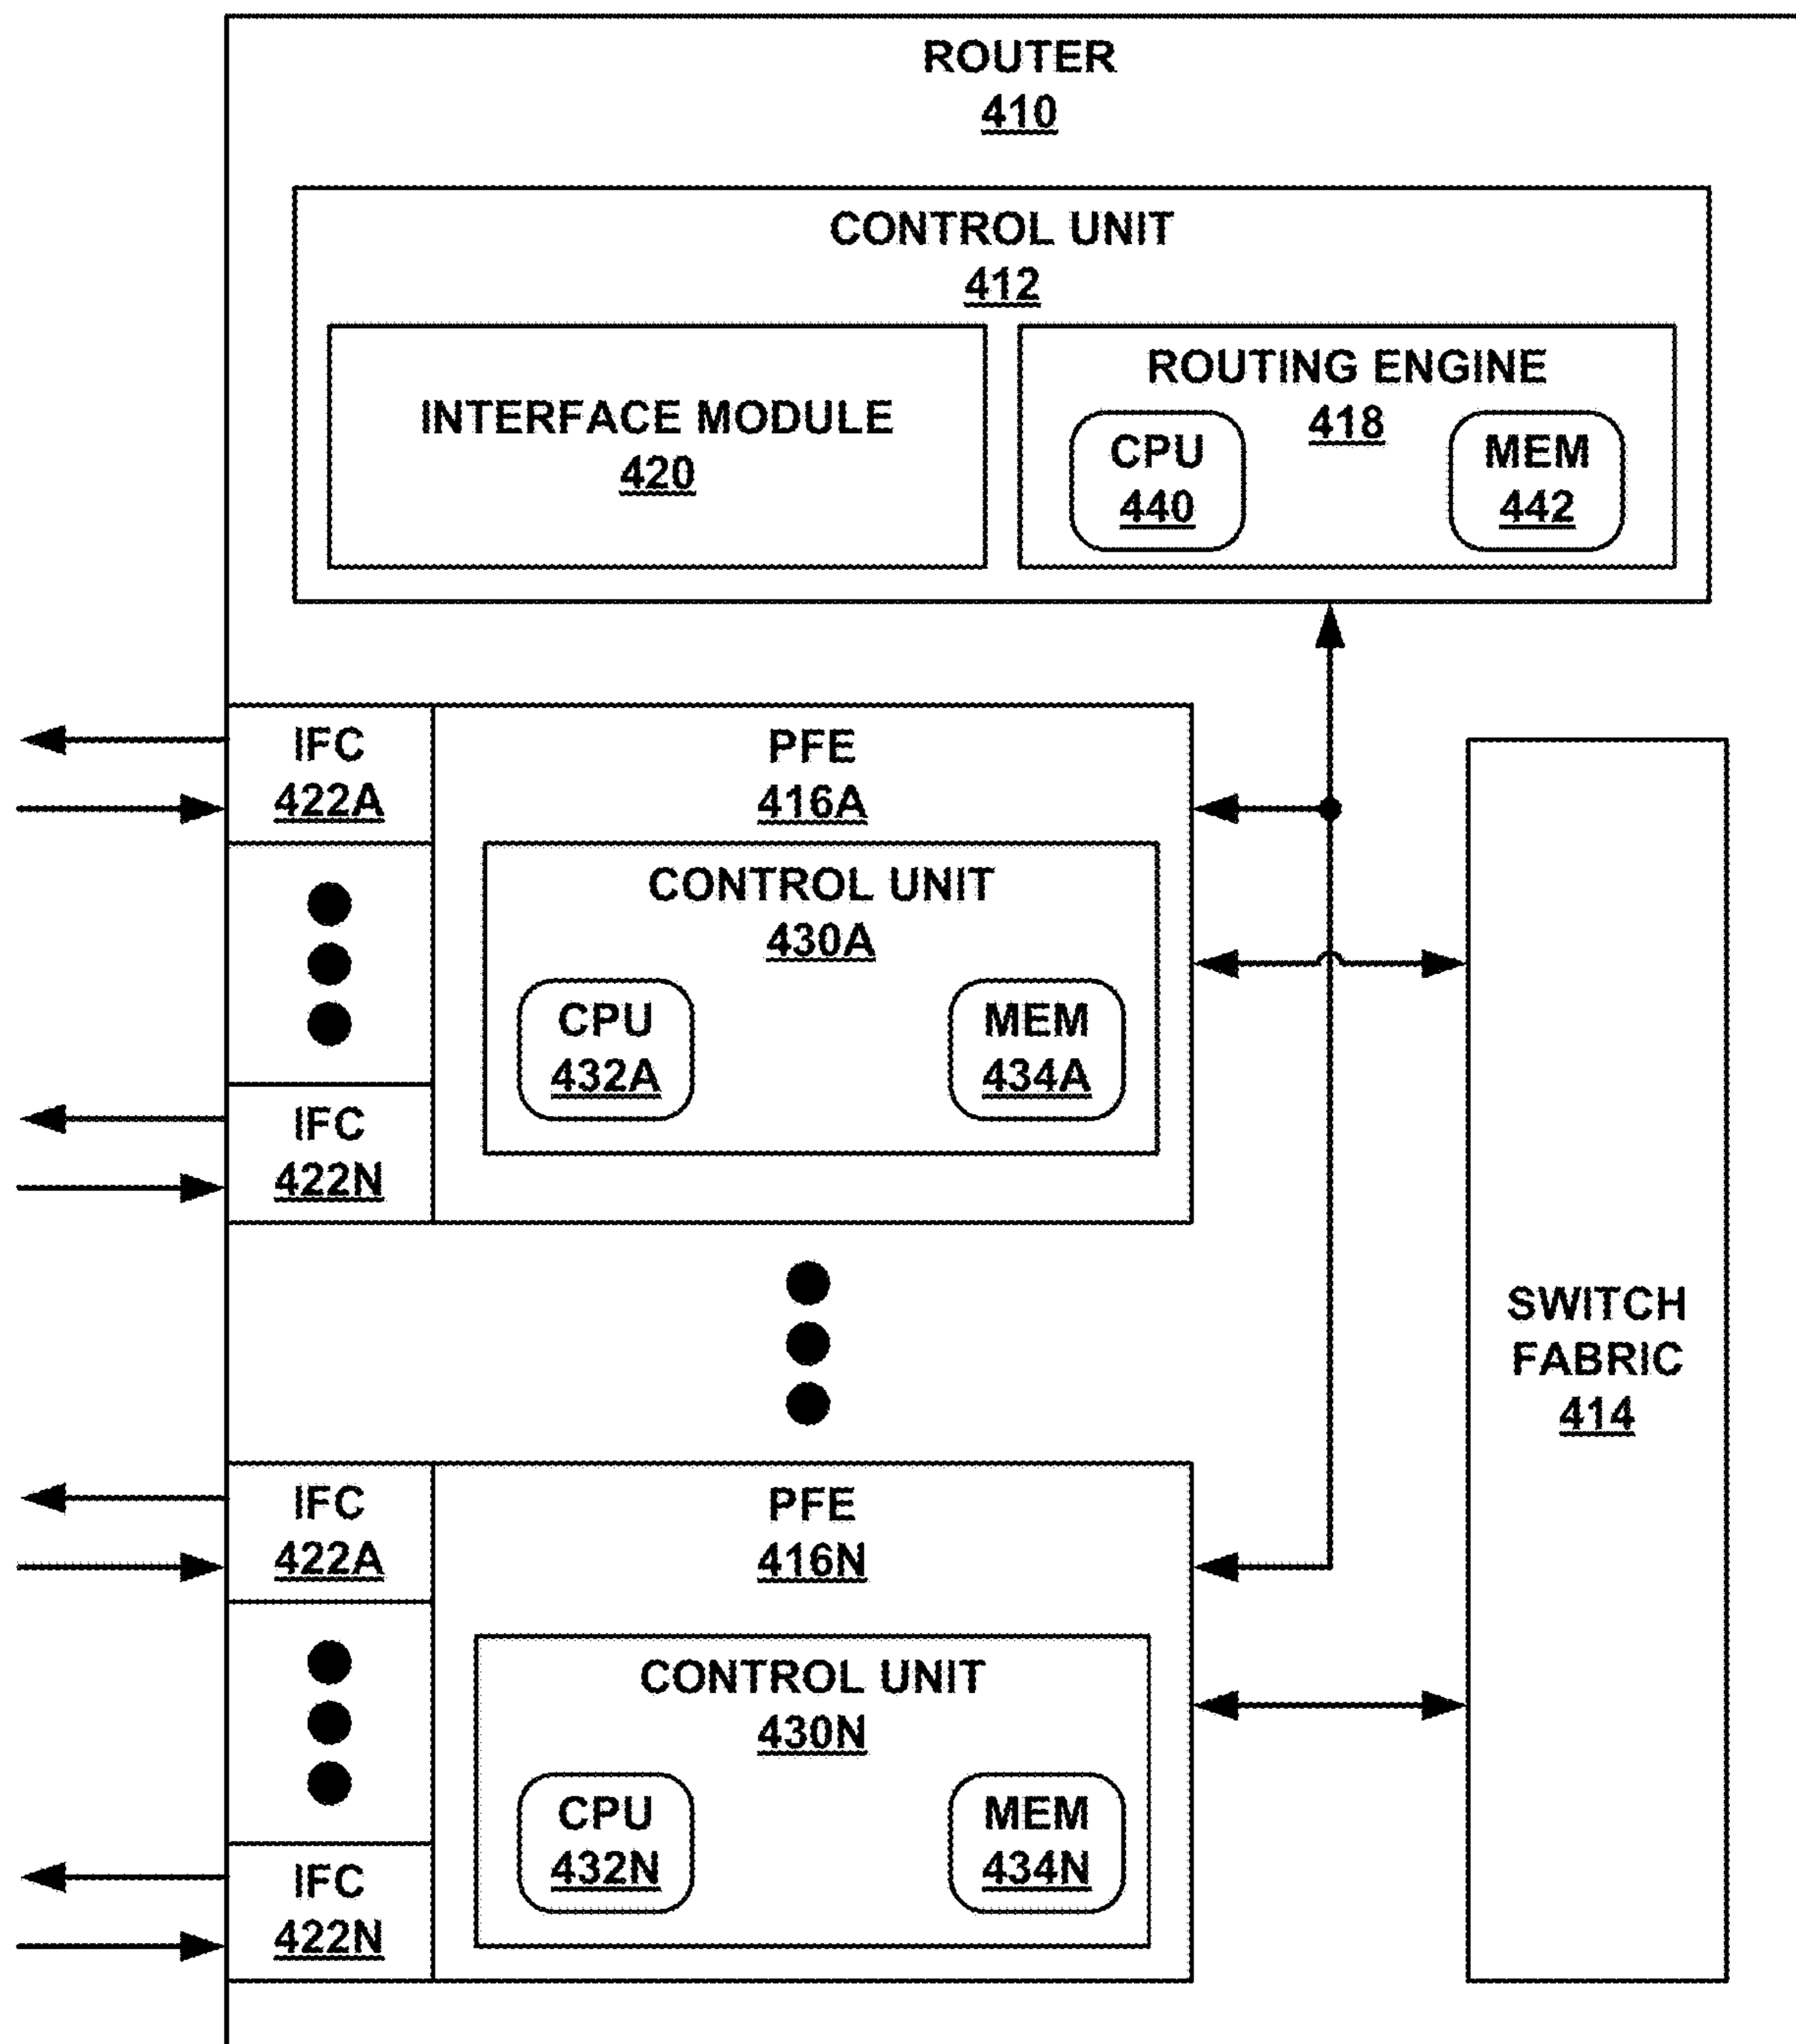 ROUTER
410
CONTROL UNIT
412
INTERFACE MODULE
420
ROUTING ENGINE
418
CPU
440
MEM
442
IFC
422A
PFE
416A
CONTROL UNIT
430A
CPU
432A
MEM
434A
IFC
422N
SWITCH
FABRIC
414
IFC
422A
PFE
416N
CONTROL UNIT
430N
CPU
432N
MEM
434N
IFC
422N